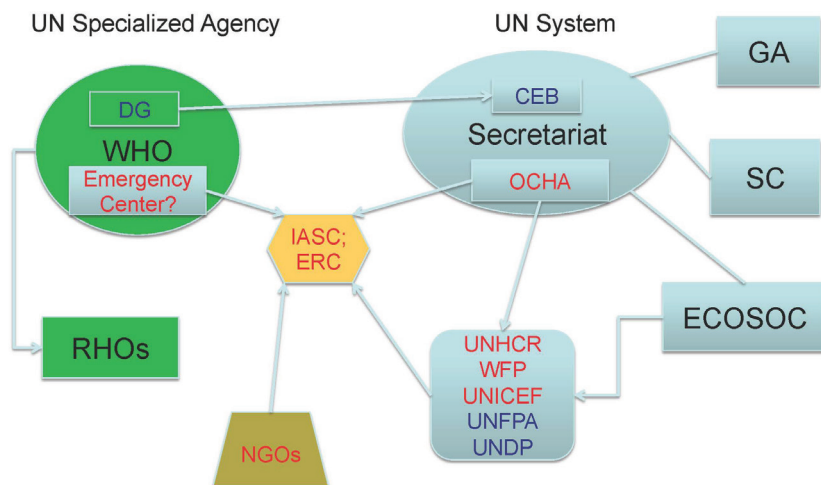 UN Specialized Agency
UN System
GA
DG
CEB
WHO
Secretariat
Emergency
Center?
OCHA
SC
IASC;
ERC
RHOs
ECOSOC
UNHCR
WFP
UNICEF
UNFPA
UNDP
NGOs